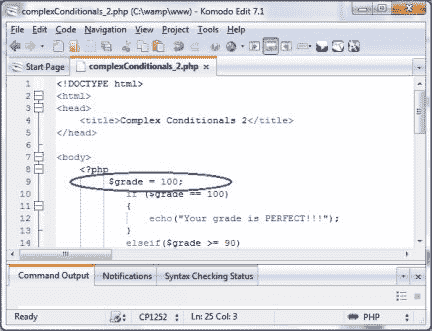 complexConditionals_2.php (C:\wamp\www) - Komodo Edit 7.1
File Edit Code Navigation View Project Tools Help
Start Page complexConditionals_2.php
1 <!DOCTYPE html>
2 <html>
3 <head>
4 <title>Complex Conditionals 2</title>
5 </head>
6
7 <body>
8 <?php
9 $grade = 100;
10 if ($grade == 100)
11 {
12 echo("Your grade is PERFECT!!!");
13 }
14 elseif($grade >= 90)
Command Output Notifications Syntax Checking Status
Ready CP1252 Ln: 25 Col: 3 PHP